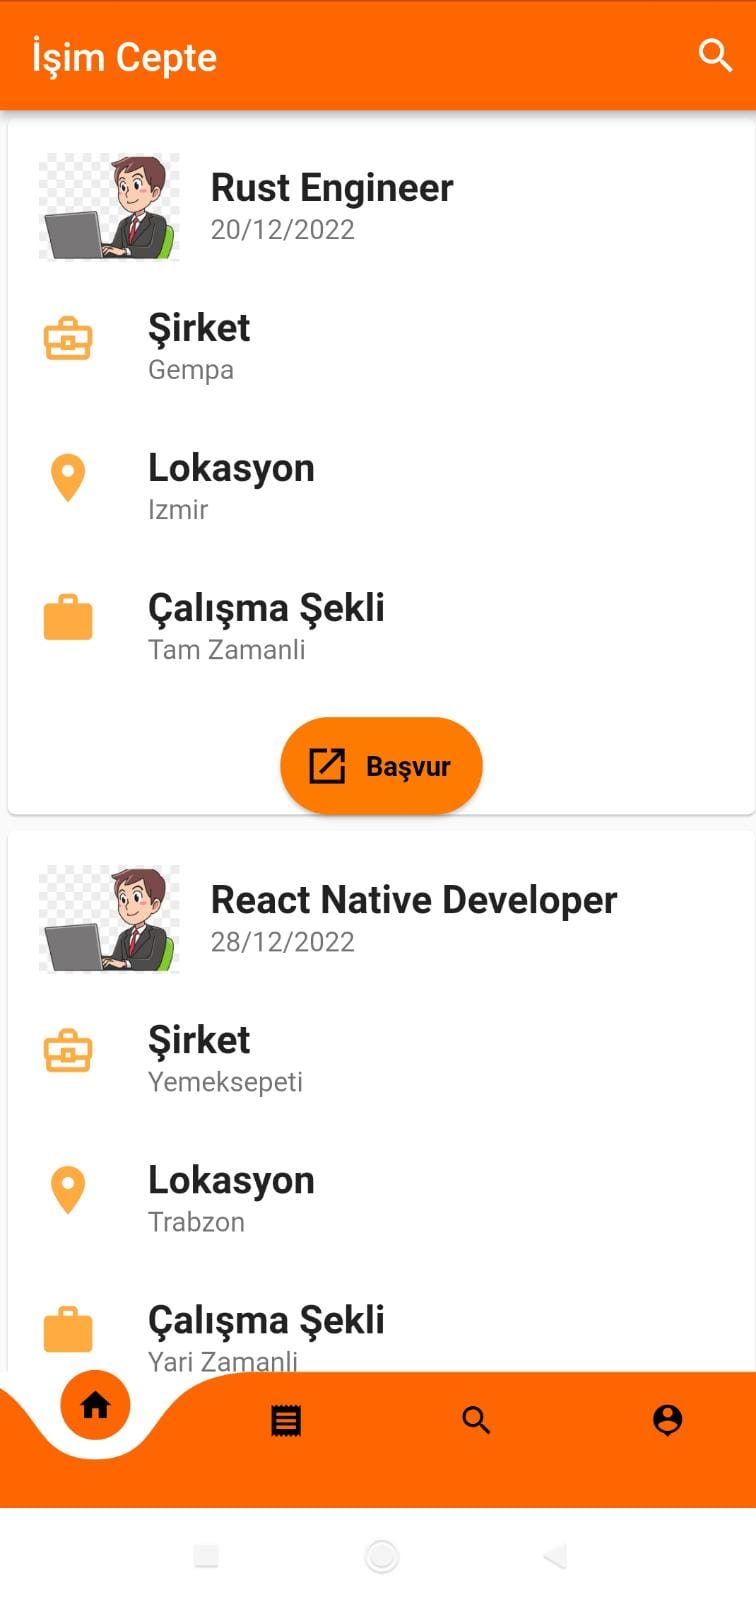 İşim Cepte
Rust Engineer
20/12/2022
Şirket
Gempa
Lokasyon
Izmir
Çalışma Şekli
Tam Zamanli
Başvur
React Native Developer
28/12/2022
Şirket
Yemeksepeti
Lokasyon
Trabzon
Çalışma Şekli
Yari Zamanli